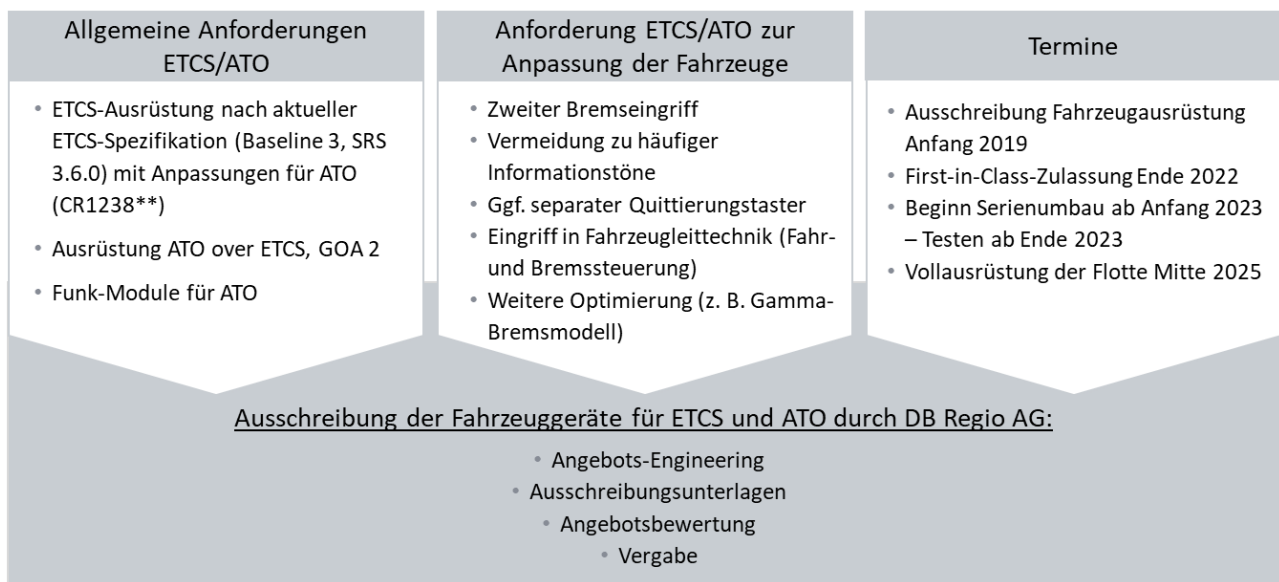 Allgemeine Anforderungen
ETCS/ATO
• ETCS-Ausrüstung nach aktueller
ETCS-Spezifikation (Baseline 3, SRS
3.6.0) mit Anpassungen für ATO
(CR1238**)
• Ausrüstung ATO over ETCS, GOA 2
• Funk-Module für ATO
Anforderung ETCS/ATO zur
Anpassung der Fahrzeuge
• Zweiter Bremseingriff
• Vermeidung zu häufiger
Informationstöne
• Ggf. separater Quittierungstaster
• Eingriff in Fahrzeugleittechnik (Fahr-
und Bremssteuerung)
• Weitere Optimierung (z. B. Gamma-
Bremsmodell)
Termine
• Ausschreibung Fahrzeugausrüstung
Anfang 2019
• First-in-Class-Zulassung Ende 2022
• Beginn Serienumbau ab Anfang 2023
– Testen ab Ende 2023
• Vollausrüstung der Flotte Mitte 2025
Ausschreibung der Fahrzeuggeräte für ETCS und ATO durch DB Regio AG:
• Angebots-Engineering
• Ausschreibungsunterlagen
• Angebotsbewertung
• Vergabe